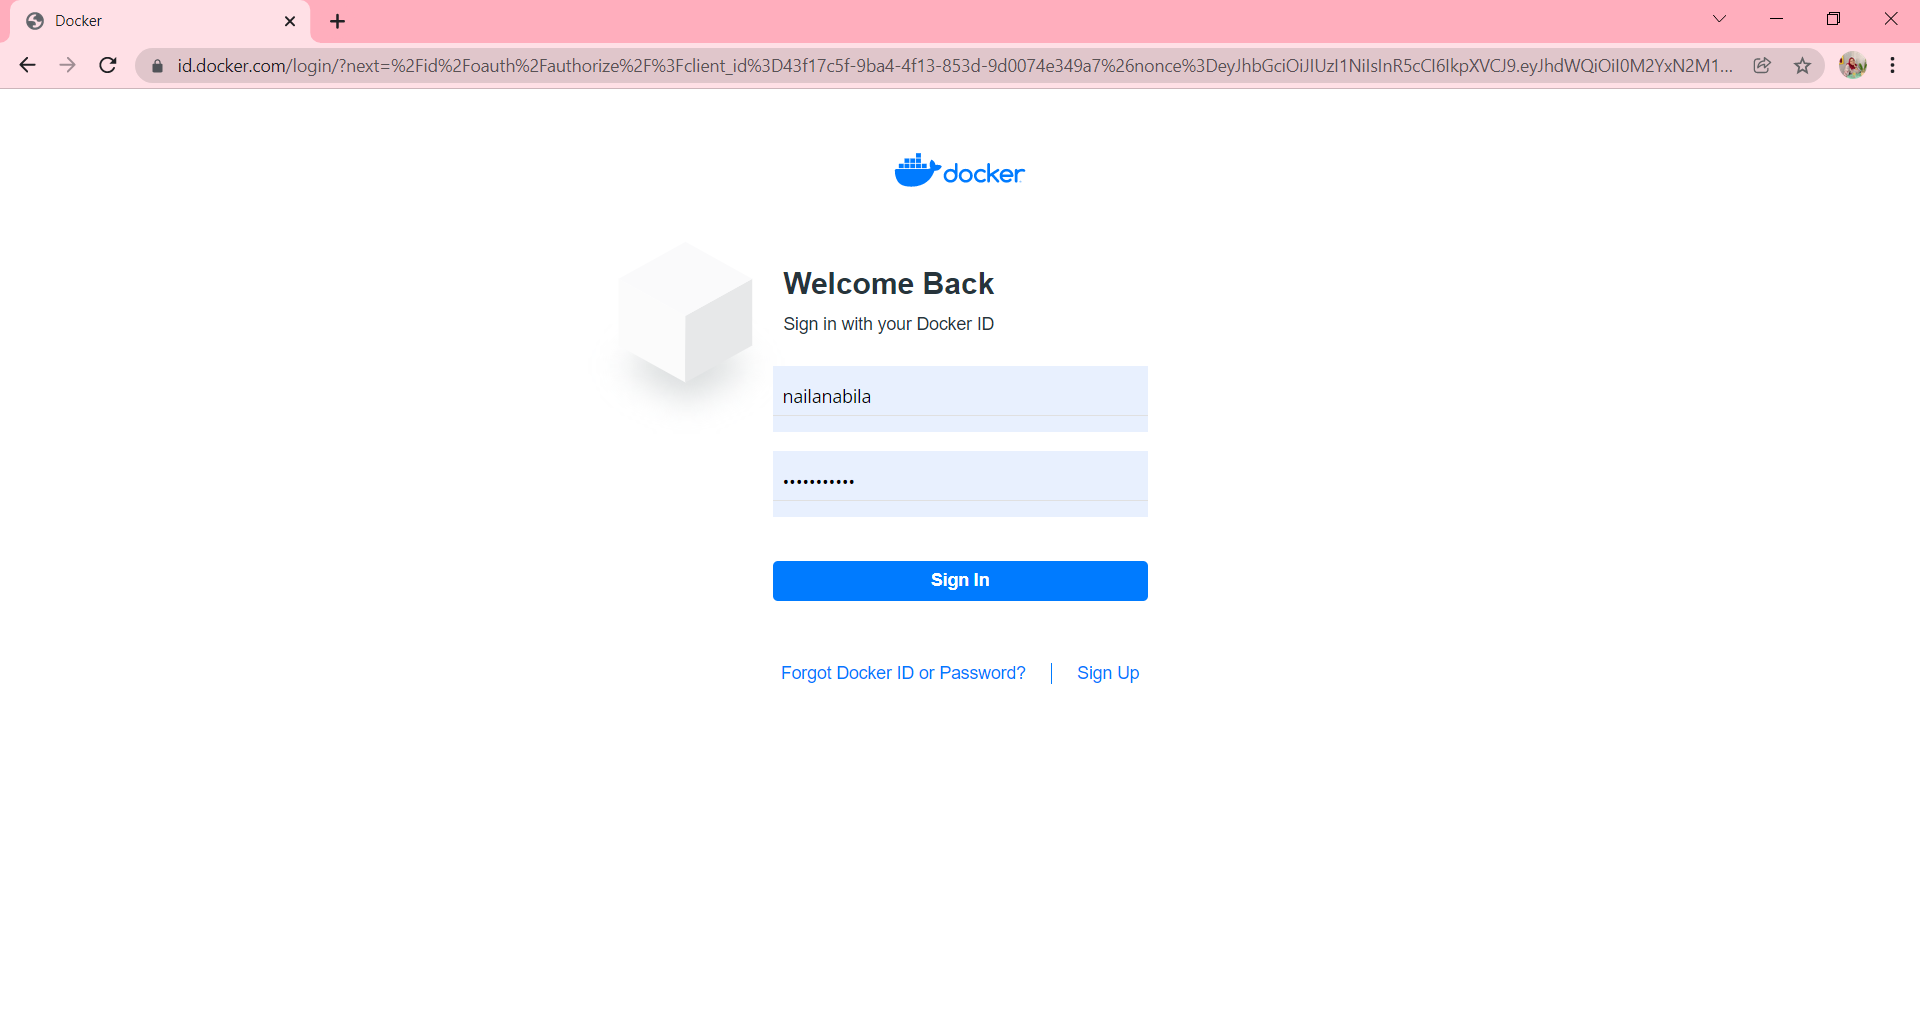 Docker
id.docker.com/login/?next=%2Fid%2Foauth%2Fauthorize%2F%3Fclient_id%3D43f17c5f-9ba4-4f13-853d-9d0074e349a7%26nonce%3DeyJhbGciOiJIUzI1NiIsInR5cCI6IkpXVCJ9.eyJhdWQiOiI0M2YxN2M1...
docker
Welcome Back
Sign in with your Docker ID
nailanabila
•••••••••••
Sign In
Forgot Docker ID or Password? | Sign Up